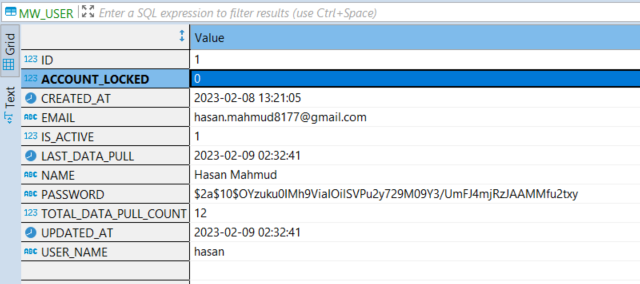 MW_USER Enter a SQL expression to filter results (use Ctrl+Space)
Grid
Text
Value
123 ID 1
123 ACCOUNT_LOCKED 0
CREATED_AT 2023-02-08 13:21:05
ABC EMAIL hasan.mahmud8177@gmail.com
123 IS_ACTIVE 1
LAST_DATA_PULL 2023-02-09 02:32:41
ABC NAME Hasan Mahmud
ABC PASSWORD $2a$10$OYzuku0IMh9ViaIOiISVPu2y729M09Y3/UmFJ4mjRzJAAMMfu2txy
123 TOTAL_DATA_PULL_COUNT 12
UPDATED_AT 2023-02-09 02:32:41
ABC USER_NAME hasan